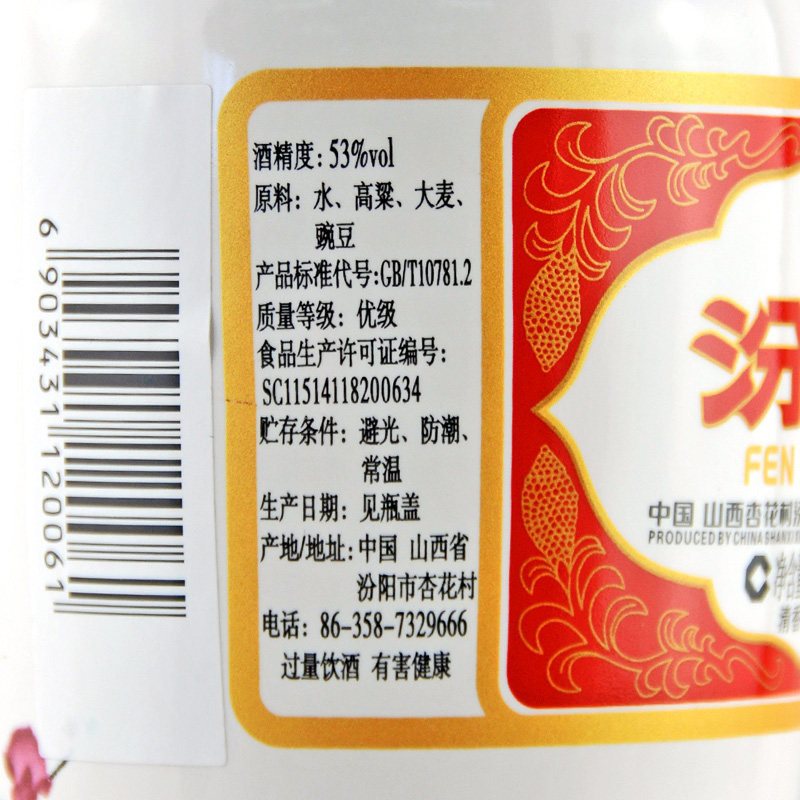 6 903431 120061
酒精度：53%vol
原料：水、高粱、大麦、
豌豆
产品标准代号:GB/T10781.2
质量等级：优级
食品生产许可证编号：
SC11514118200634
贮存条件：避光、防潮、
常温
生产日期：见瓶盖
产地/地址：中国 山西省
汾阳市杏花村
电话：86-358-7329666
过量饮酒 有害健康
汾
FEN
中国 山西杏花村
PRODUCED BY CHINA SHANXI
净含
清香